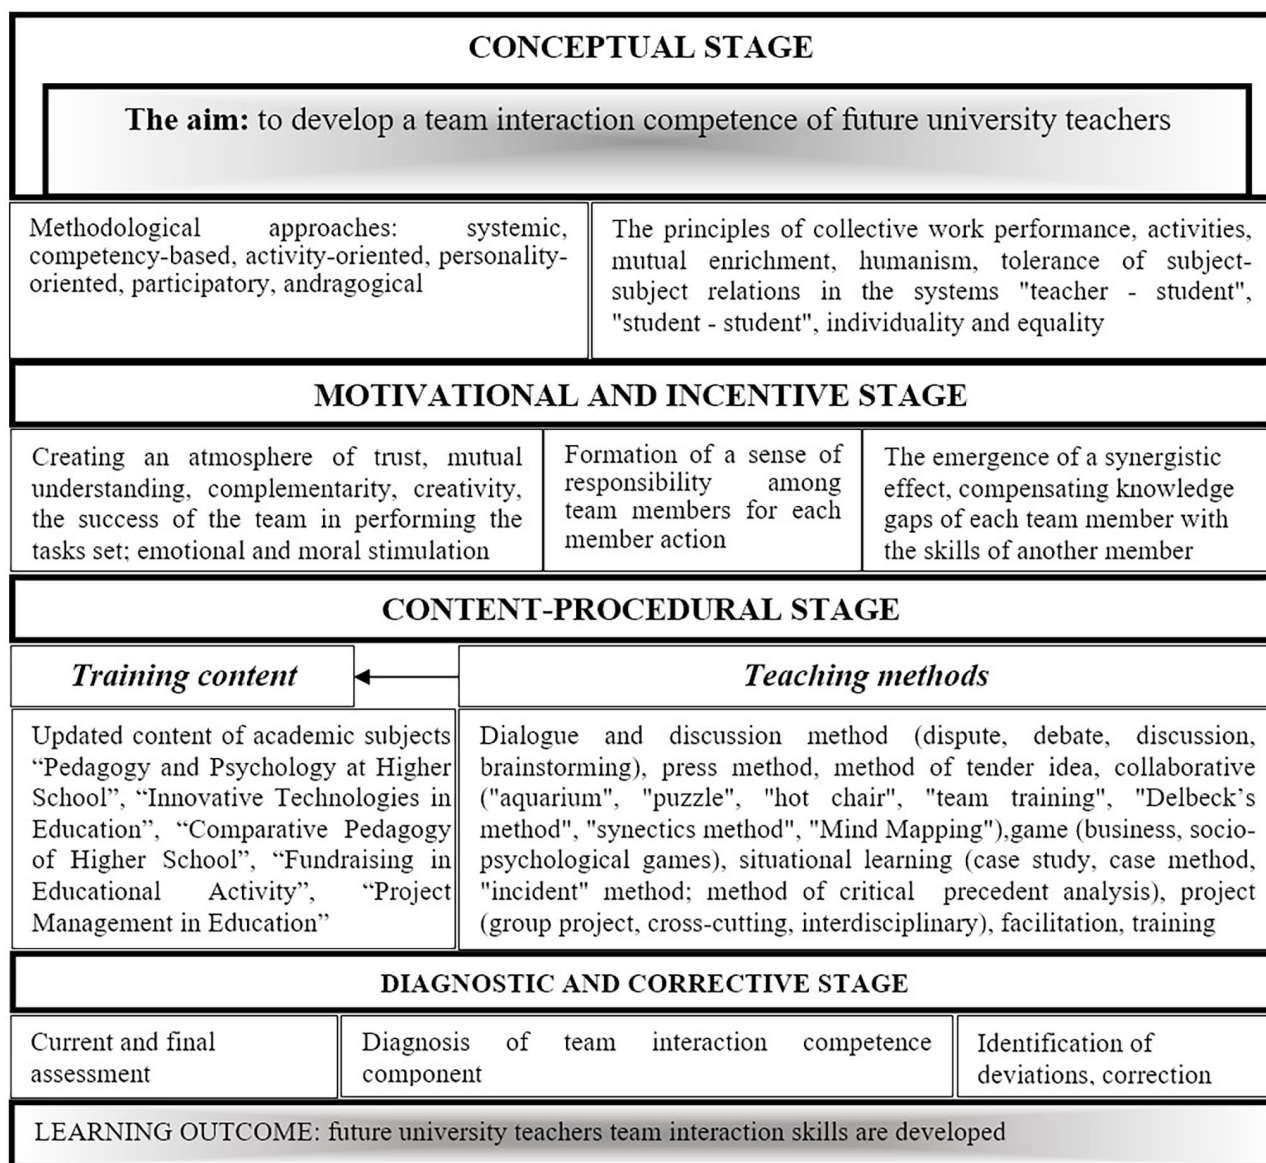 CONCEPTUAL STAGE
The aim: to develop a team interaction competence of future university teachers
Methodological approaches: systemic,
competency-based, activity-oriented, personality-
oriented, participatory, andragogical
The principles of collective work performance, activities,
mutual enrichment, humanism, tolerance of subject-
subject relations in the systems "teacher - student",
"student - student", individuality and equality
MOTIVATIONAL AND INCENTIVE STAGE
Creating an atmosphere of trust, mutual
understanding, complementarity, creativity,
the success of the team in performing the
tasks set; emotional and moral stimulation
Formation of a sense of
responsibility among
team members for each
member action
The emergence of a synergistic
effect, compensating knowledge
gaps of each team member with
the skills of another member
CONTENT-PROCEDURAL STAGE
Training content
Teaching methods
Updated content of academic subjects
“Pedagogy and Psychology at Higher
School”, “Innovative Technologies in
Education”, “Comparative Pedagogy
of Higher School”, “Fundraising in
Educational Activity”, “Project
Management in Education”
Dialogue and discussion method (dispute, debate, discussion,
brainstorming), press method, method of tender idea, collaborative
("aquarium", "puzzle", "hot chair", "team training", "Delbeck’s
method", "synectics method", "Mind Mapping"),game (business, socio-
psychological games), situational learning (case study, case method,
"incident" method; method of critical precedent analysis), project
(group project, cross-cutting, interdisciplinary), facilitation, training
DIAGNOSTIC AND CORRECTIVE STAGE
Current and final
assessment
Diagnosis of team interaction competence
component
Identification of
deviations, correction
LEARNING OUTCOME: future university teachers team interaction skills are developed